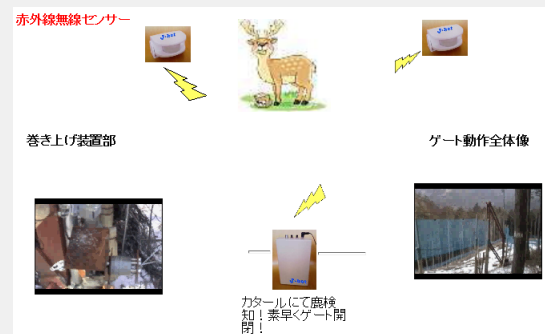 赤外線無線センサー
巻き上げ装置部
ゲート動作全体像
カタールにて鹿検
知！素早くゲート開
閉！